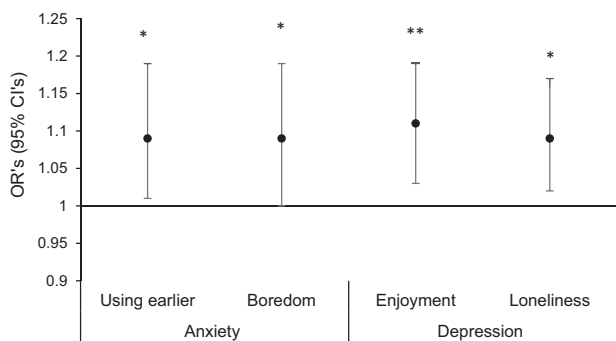 OR's (95% CI's)
1.25
1.2
1.15
1.1
1.05
1
0.95
0.9
* * ** *
Using earlier Boredom Enjoyment Loneliness
Anxiety Depression